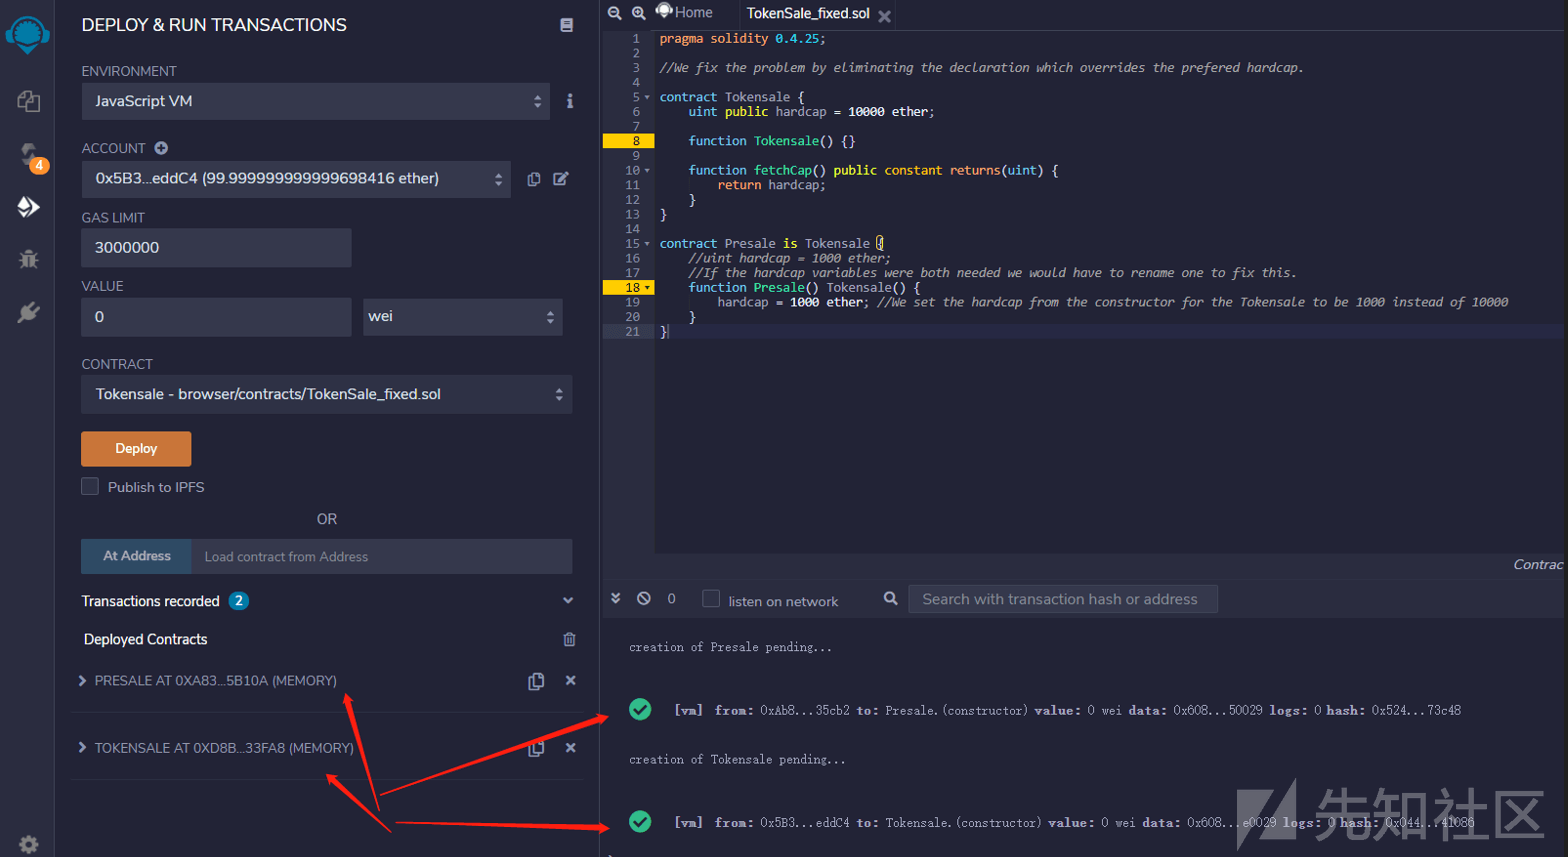 DEPLOY & RUN TRANSACTIONS
ENVIRONMENT
JavaScript VM
ACCOUNT
4
0x5B3...eddC4 (99.999999999999698416 ether)
GAS LIMIT
3000000
VALUE
0
wei
CONTRACT
Tokensale - browser/contracts/TokenSale_fixed.sol
Deploy
Publish to IPFS
OR
At Address
Load contract from Address
Transactions recorded 2
Deployed Contracts
PRESALE AT 0XA83...5B10A (MEMORY)
TOKENSALE AT 0XD8B...33FA8 (MEMORY)
Home
TokenSale_fixed.sol
1 pragma solidity 0.4.25;
2
3 //We fix the problem by eliminating the declaration which overrides the prefered hardcap.
4
5 contract Tokensale {
6 uint public hardcap = 10000 ether;
7
8 function Tokensale() {}
9
10 function fetchCap() public constant returns(uint) {
11 return hardcap;
12 }
13 }
14
15 contract Presale is Tokensale {
16 //uint hardcap = 1000 ether;
17 //If the hardcap variables were both needed we would have to rename one to fix this.
18 function Presale() Tokensale() {
19 hardcap = 1000 ether; //We set the hardcap from the constructor for the Tokensale to be 1000 instead of 10000
20 }
21 }
Contrac
0
listen on network
Search with transaction hash or address
creation of Presale pending...
[vm] from: 0xAb8...35cb2 to: Presale.(constructor) value: 0 wei data: 0x608...50029 logs: 0 hash: 0x524...73c48
creation of Tokensale pending...
[vm] from: 0x5B3...eddC4 to: Tokensale.(constructor) value: 0 wei data: 0x608...e0029 logs: 0 hash: 0x044...41086
先知社区